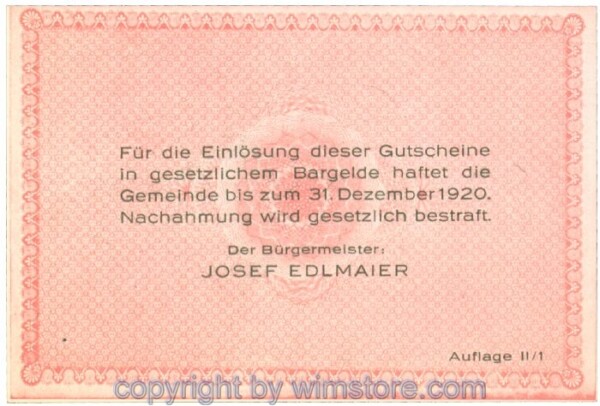 Für die Einlösung dieser Gutscheine
in gesetzlichem Bargelde haftet die
Gemeinde bis zum 31. Dezember 1920.
Nachahmung wird gesetzlich bestraft.
Der Bürgermeister:
JOSEF EDLMAIER
Auflage II/1
copyright by wimstore.com